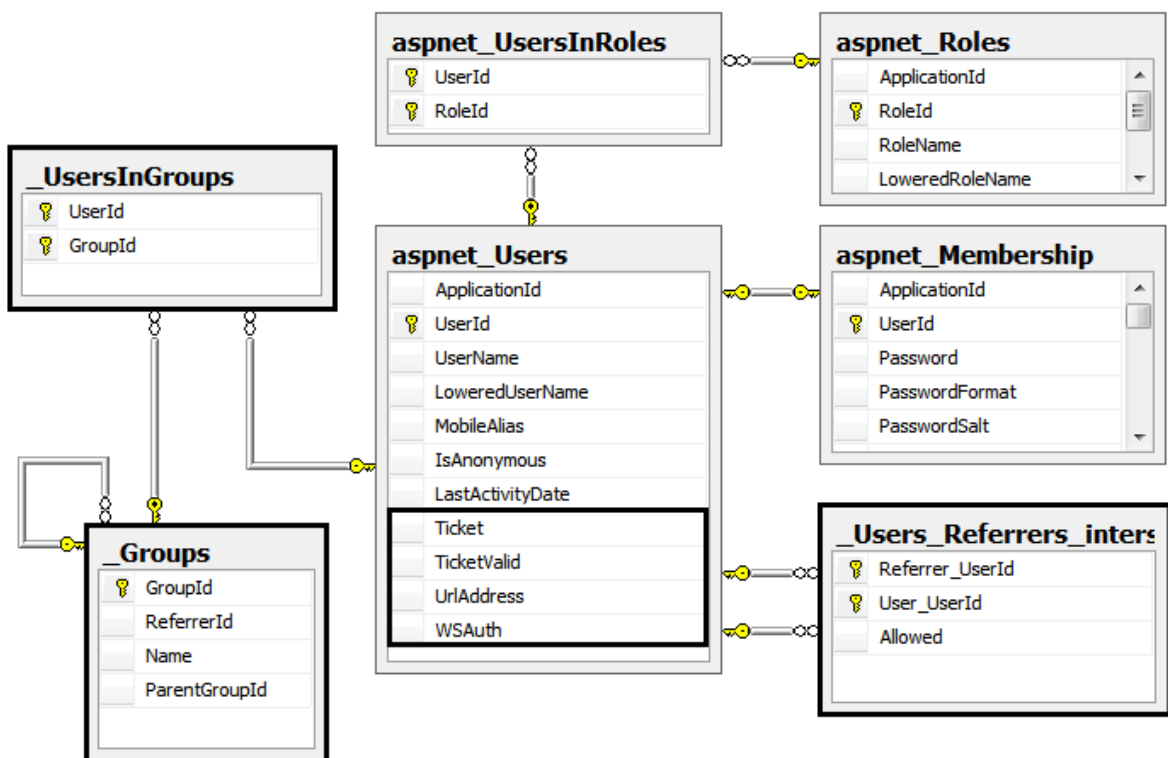 aspnet_UsersInRoles
UserId
RoleId
aspnet_Roles
ApplicationId
RoleId
RoleName
LoweredRoleName
_UsersInGroups
UserId
GroupId
aspnet_Users
ApplicationId
UserId
UserName
LoweredUserName
MobileAlias
IsAnonymous
LastActivityDate
Ticket
TicketValid
UrlAddress
WSAuth
aspnet_Membership
ApplicationId
UserId
Password
PasswordFormat
PasswordSalt
_Groups
GroupId
ReferrerId
Name
ParentGroupId
_Users_Referrers_inters
Referrer_UserId
User_UserId
Allowed